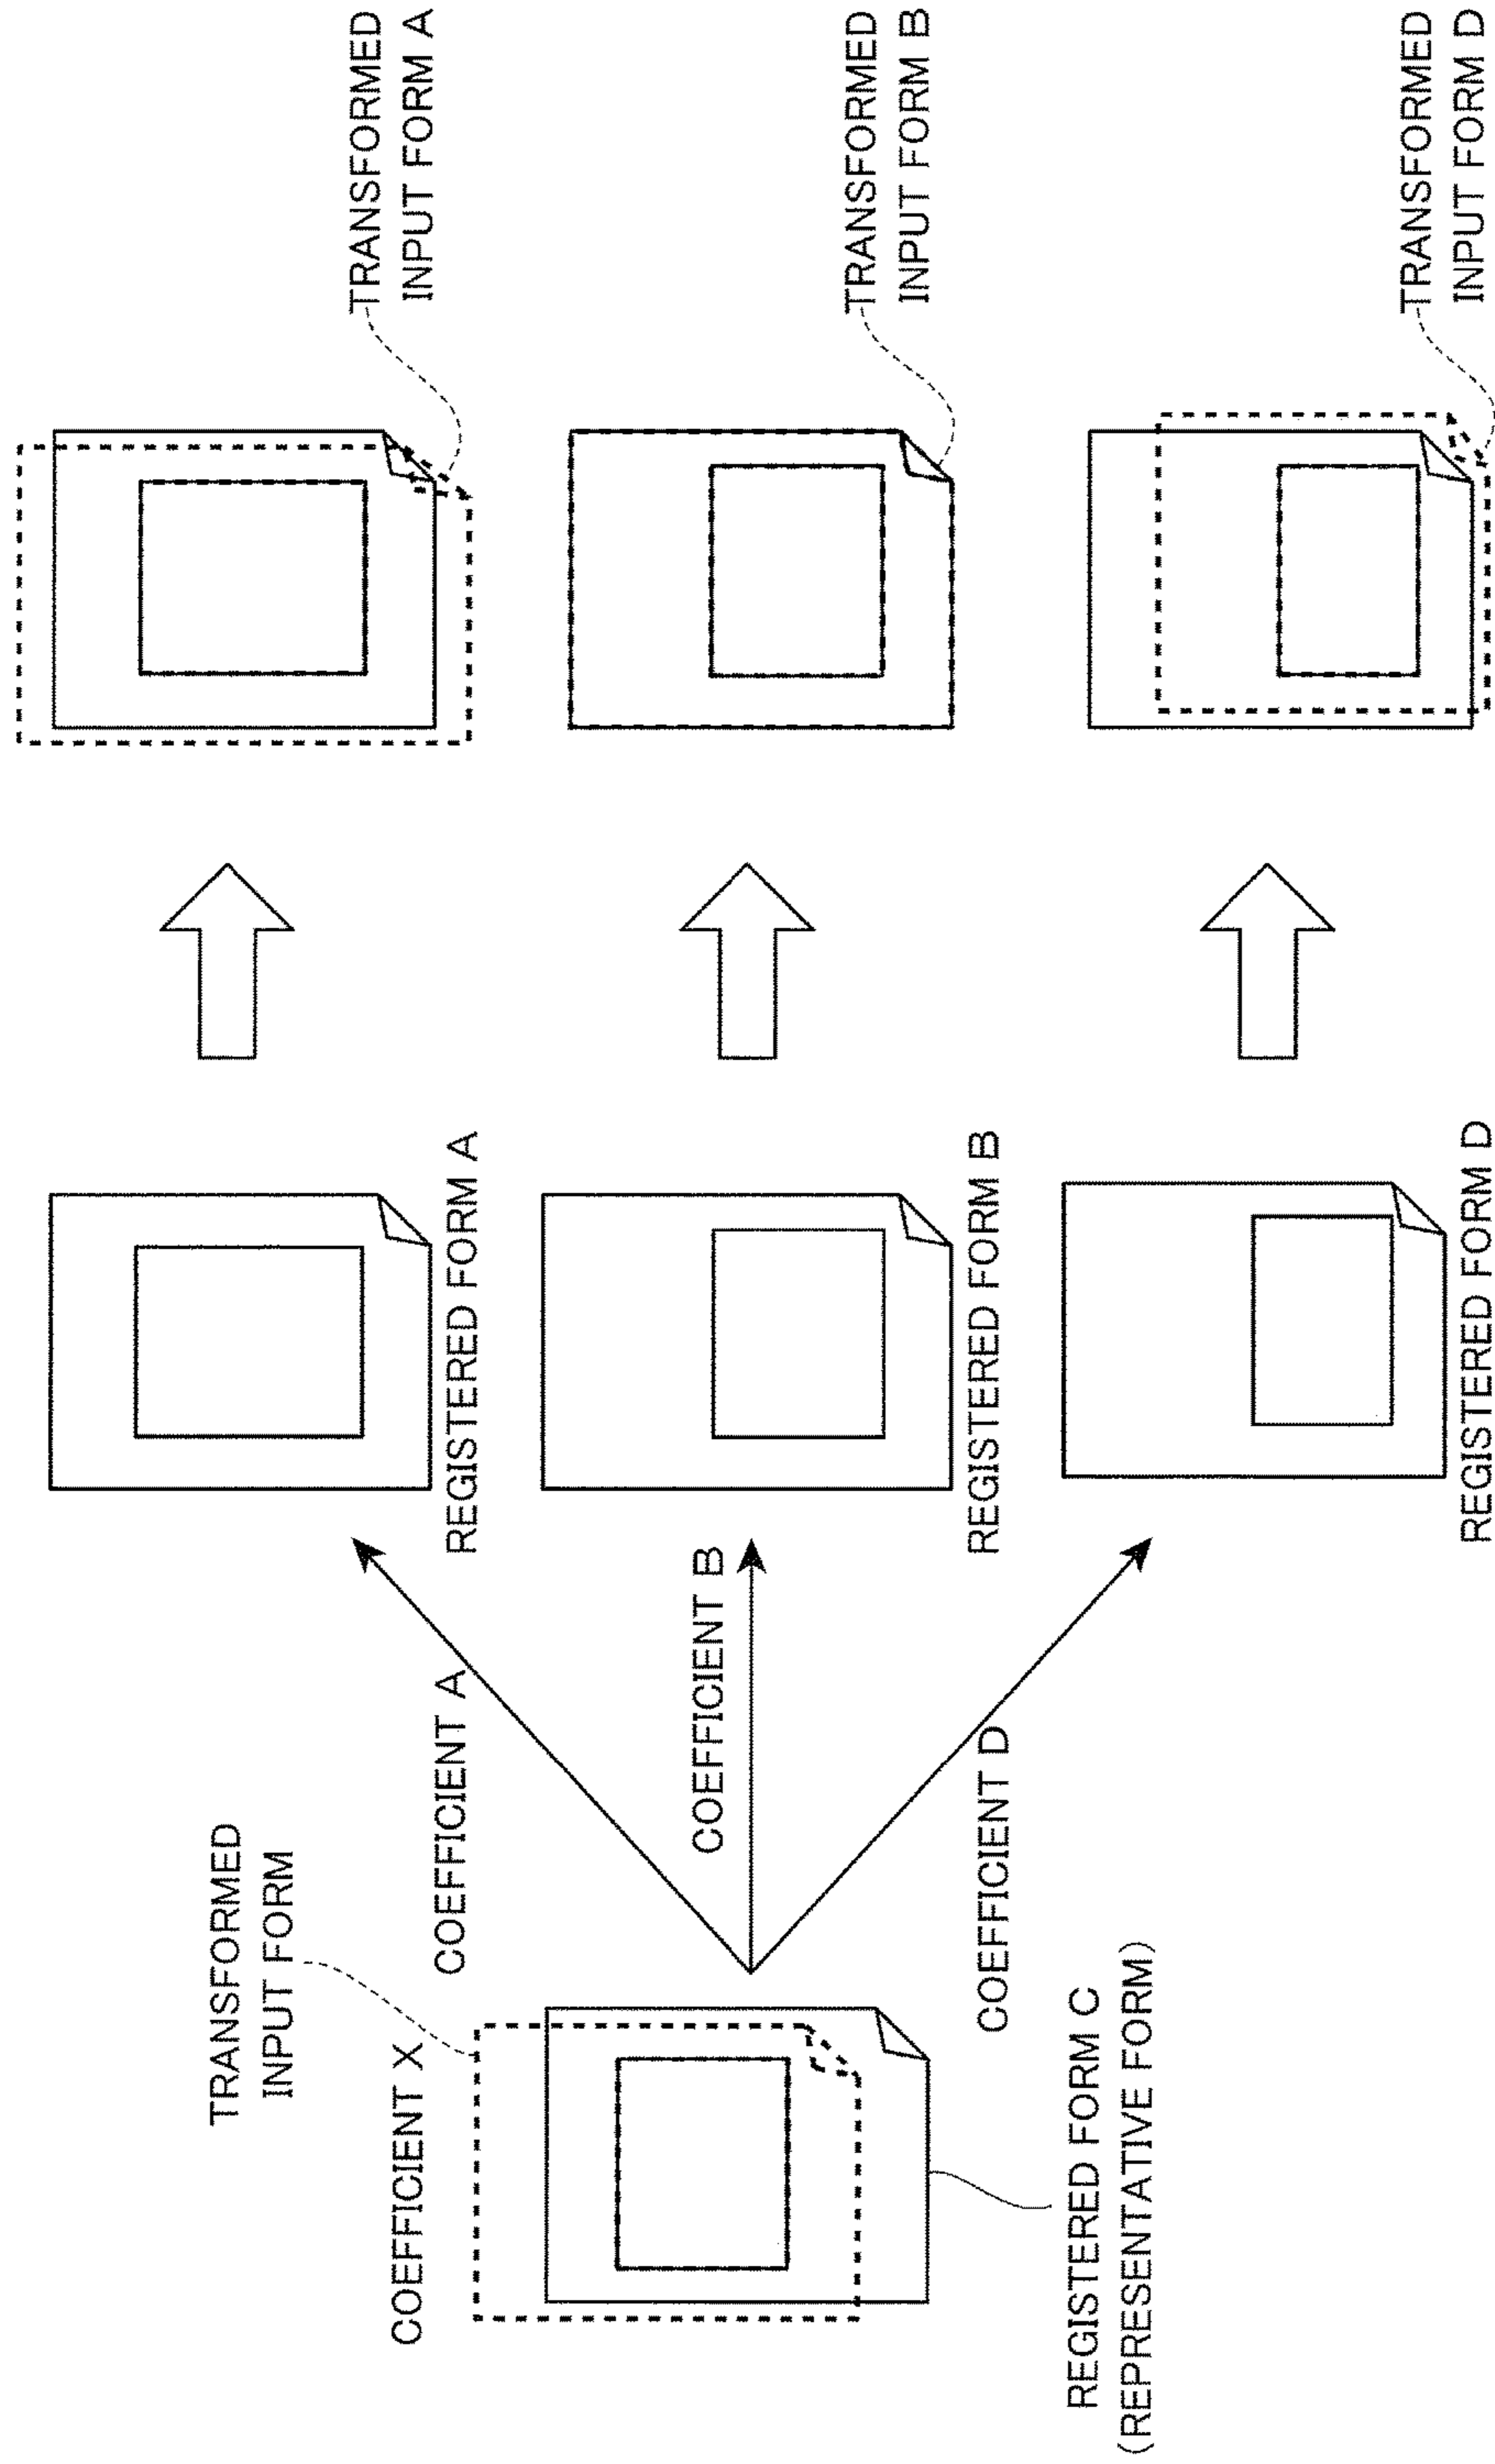 TRANSFORMED
INPUT FORM
COEFFICIENT X
REGISTERED FORM C
(REPRESENTATIVE FORM)
COEFFICIENT A
COEFFICIENT B
COEFFICIENT D
REGISTERED FORM A
REGISTERED FORM B
REGISTERED FORM D
TRANSFORMED
INPUT FORM A
TRANSFORMED
INPUT FORM B
TRANSFORMED
INPUT FORM D